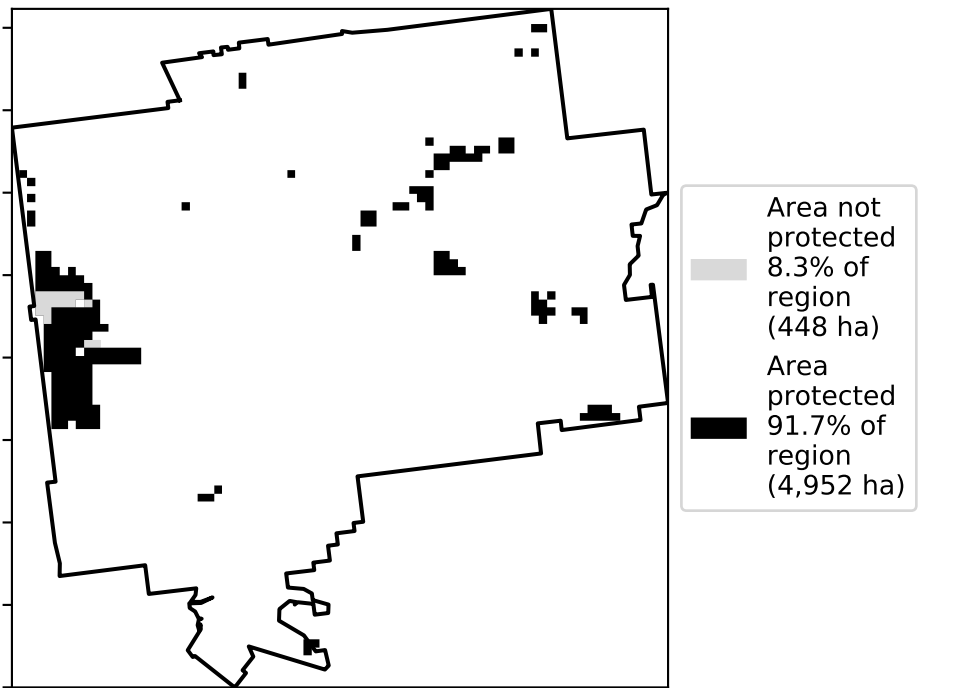 Area not
protected
8.3% of
region
(448 ha)
Area
protected
91.7% of
region
(4,952 ha)